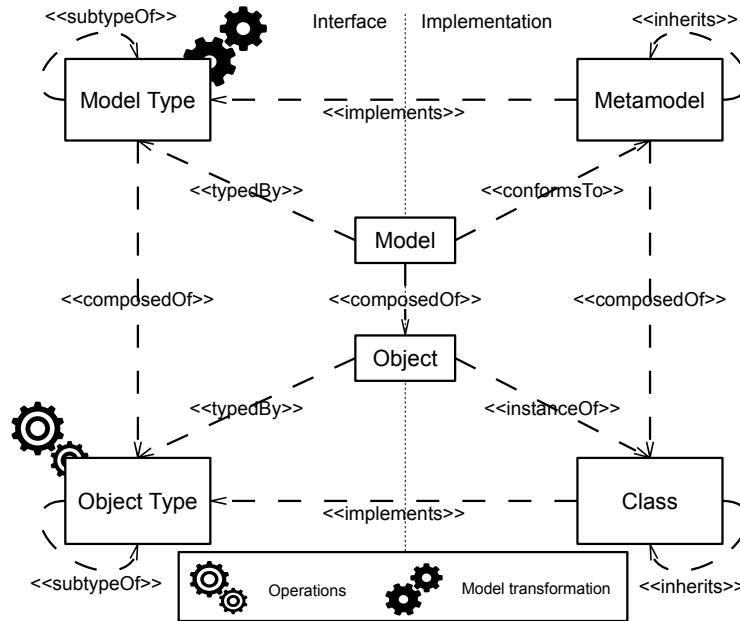 <<subtypeOf>>
Interface
Implementation
<<inherits>>
Model Type
Metamodel
<<implements>>
<<typedBy>>
<<conformsTo>>
Model
<<composedOf>>
<<composedOf>>
<<composedOf>>
Object
<<typedBy>>
<<instanceOf>>
Object Type
Class
<<implements>>
<<subtypeOf>>
<<inherits>>
Operations
Model transformation